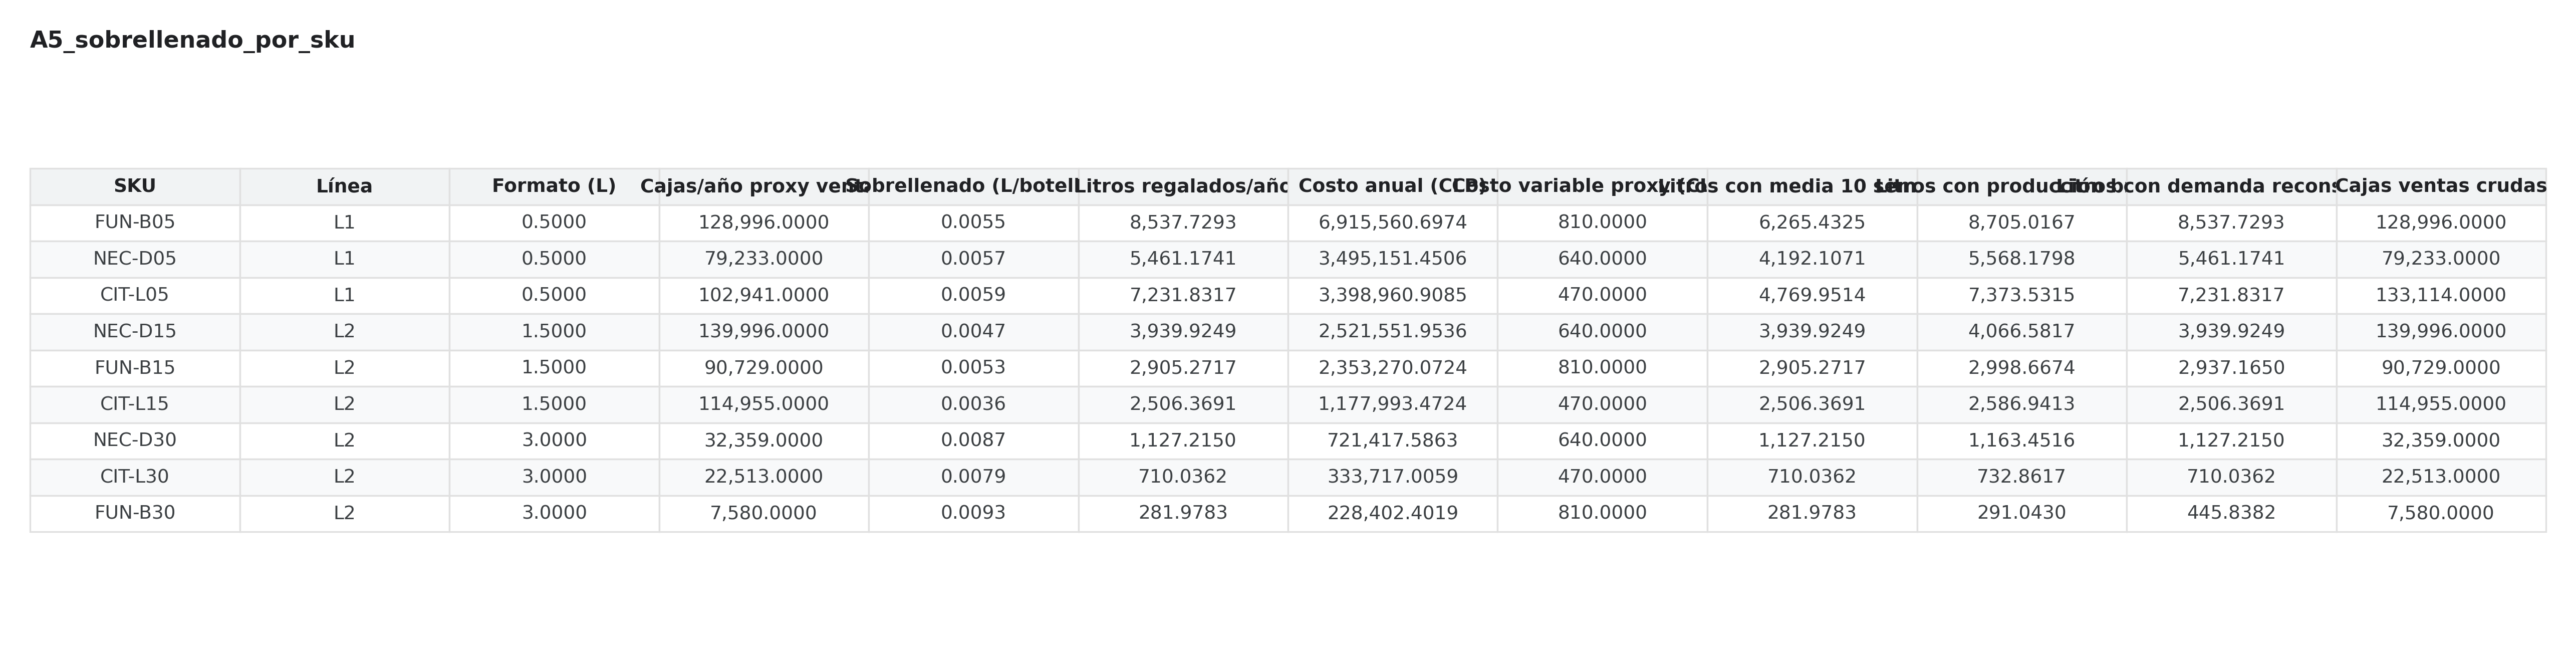 A5_sobrellenado_por_sku
SKU Línea Formato (L) Cajas/año proxy Sobrellenado (L/botell Litros regalados/año Costo anual (CLP) Costo variable proxy con media 10 con con demanda Cajas ventas crudas
FUN-B05 L1 0.5000 128,996.0000 0.0055 8,537.7293 6,915,560.6974 810.0000 6,265.4325 8,705.0167 8,537.7293 128,996.0000
NEC-D05 L1 0.5000 79,233.0000 0.0057 5,461.1741 3,495,151.4506 640.0000 4,192.1071 5,568.1798 5,461.1741 79,233.0000
CIT-L05 L1 0.5000 102,941.0000 0.0059 7,231.8317 3,398,960.9085 470.0000 4,769.9514 7,373.5315 7,231.8317 133,114.0000
NEC-D15 L2 1.5000 139,996.0000 0.0047 3,939.9249 2,521,551.9536 640.0000 3,939.9249 4,066.5817 3,939.9249 139,996.0000
FUN-B15 L2 1.5000 90,729.0000 0.0053 2,905.2717 2,353,270.0724 810.0000 2,905.2717 2,998.6674 2,937.1650 90,729.0000
CIT-L15 L2 1.5000 114,955.0000 0.0036 2,506.3691 1,177,993.4724 470.0000 2,506.3691 2,586.9413 2,506.3691 114,955.0000
NEC-D30 L2 3.0000 32,359.0000 0.0087 1,127.2150 721,417.5863 640.0000 1,127.2150 1,163.4516 1,127.2150 32,359.0000
CIT-L30 L2 3.0000 22,513.0000 0.0079 710.0362 333,717.0059 470.0000 710.0362 732.8617 710.0362 22,513.0000
FUN-B30 L2 3.0000 7,580.0000 0.0093 281.9783 228,402.4019 810.0000 281.9783 291.0430 445.8382 7,580.0000